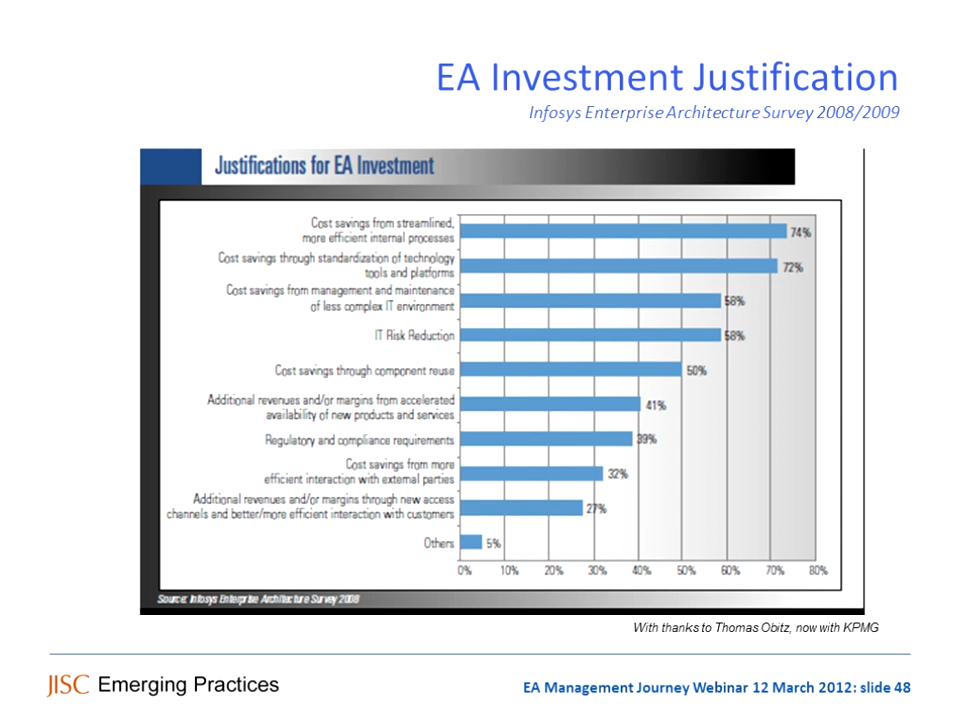 EA Investment Justification
Infosys Enterprise Architecture Survey 2008/2009
Justifications for EA Investment
Cost savings from streamlined,
more efficient internal processes
74%
Cost savings through standardization of technology
tools and platforms
72%
Cost savings from management and maintenance
of less complex IT environment
58%
IT Risk Reduction
58%
Cost savings through component reuse
50%
Additional revenues and/or margins from accelerated
availability of new products and services
41%
Regulatory and compliance requirements
39%
Cost savings from more
efficient interaction with external parties
32%
Additional revenues and/or margins through new access
channels and better/more efficient interaction with customers
27%
Others
5%
0% 10% 20% 30% 40% 50% 60% 70% 80%
Source: Infosys Enterprise Architecture Survey 2008
With thanks to Thomas Obitz, now with KPMG
JISC Emerging Practices
EA Management Journey Webinar 12 March 2012: slide 48